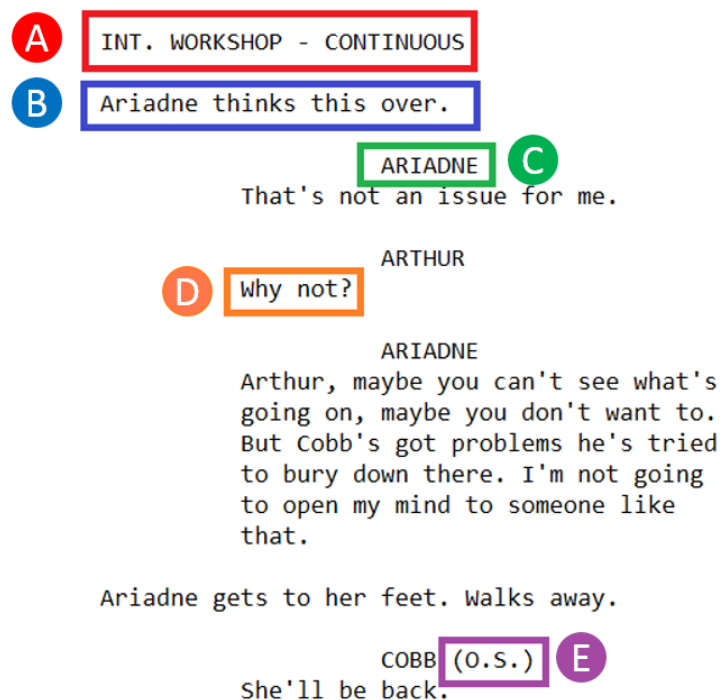 A INT. WORKSHOP - CONTINUOUS
B Ariadne thinks this over.
ARIADNE C
That's not an issue for me.
ARTHUR
D Why not?
ARIADNE
Arthur, maybe you can't see what's
going on, maybe you don't want to.
But Cobb's got problems he's tried
to bury down there. I'm not going
to open my mind to someone like
that.
Ariadne gets to her feet. Walks away.
COBB (O.S.) E
She'll be back.